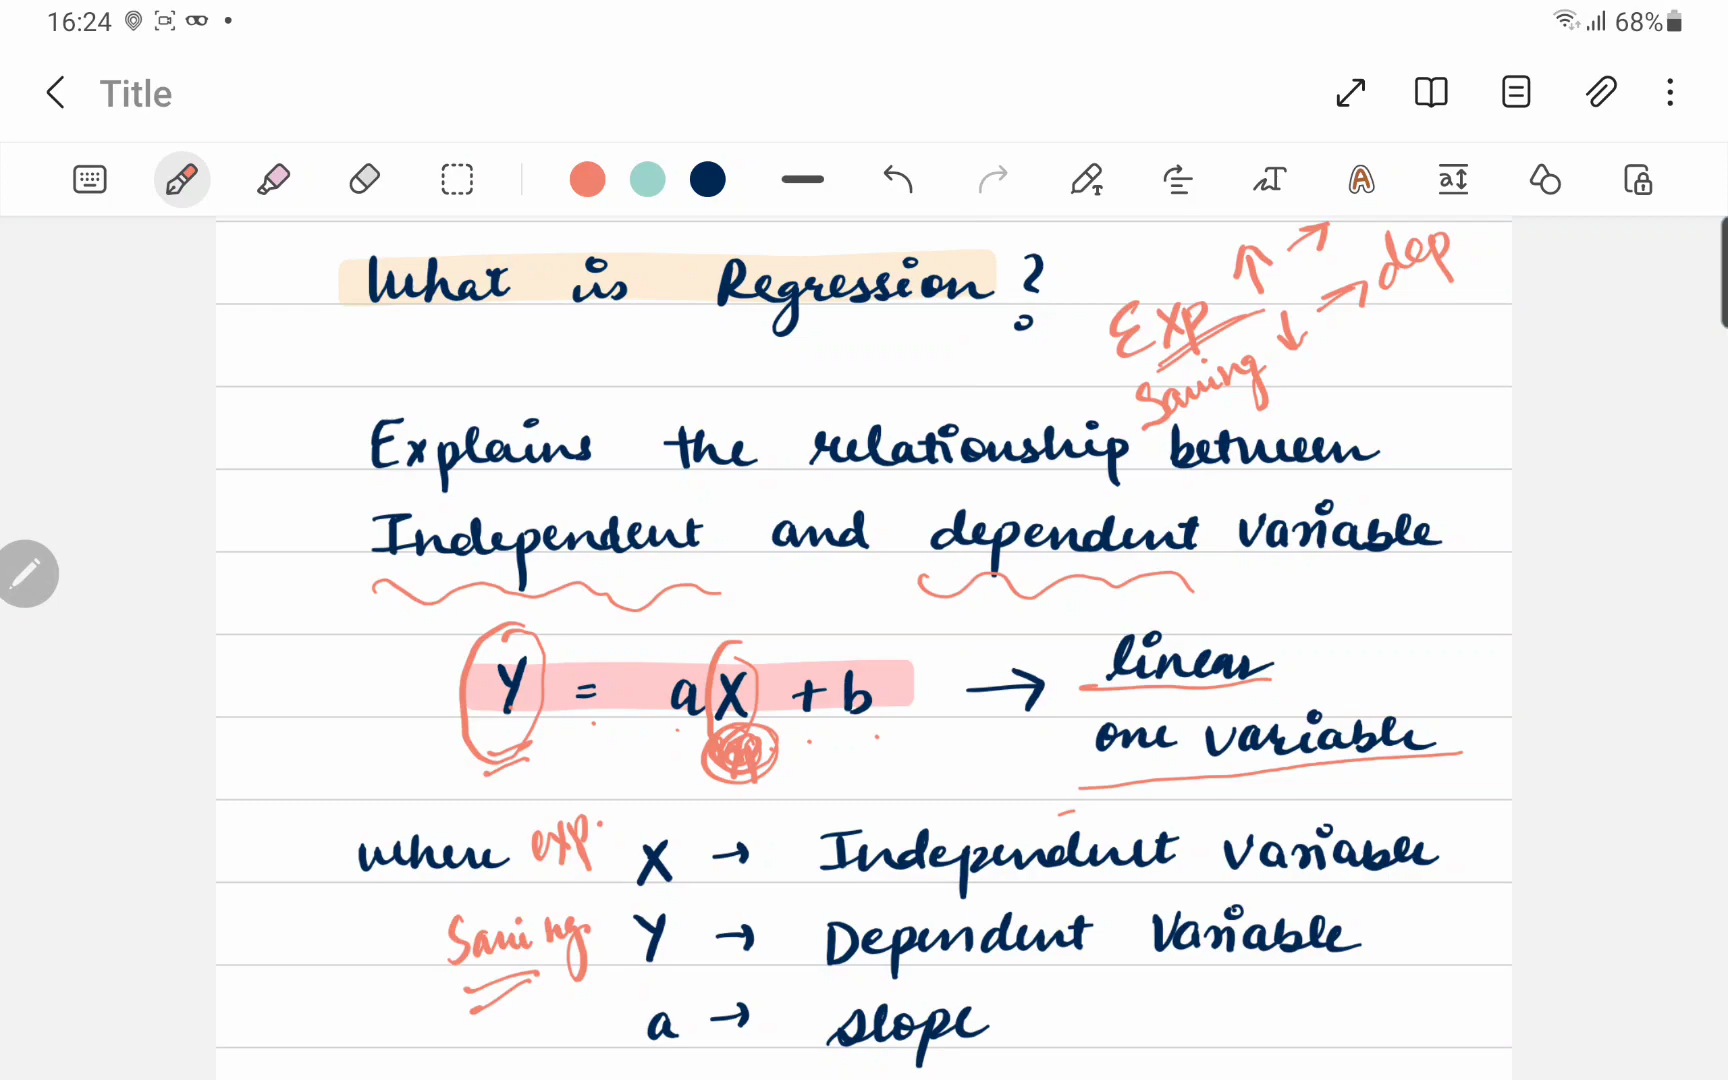 16:24
68%
Title
What is Regression ?
Exp ↑ →
Saving ↓ → dep
Explains the relationship between
Independent and dependent variable
Y = aX + b → linear
one variable
where exp. X → Independent variable
Saving Y → Dependent Variable
a → slope